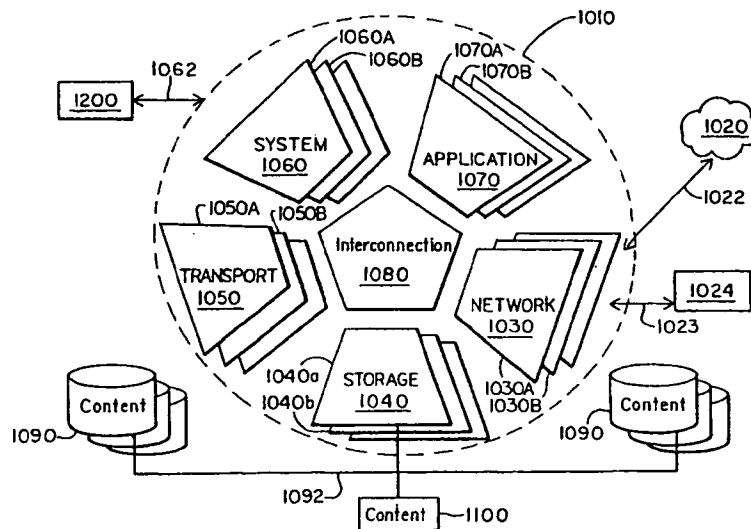 1010
1060A
1060B
1070A
1070B
1062
1200
SYSTEM
1060
APPLICATION
1070
1020
1022
1050A
1050B
TRANSPORT
1050
Interconnection
1080
NETWORK
1030
1024
1023
1040a
1040b
STORAGE
1040
1030A
1030B
Content
1090
Content
1090
1092
Content
1100